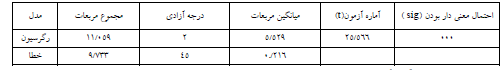 مدل مجموع مربعات درجه آزادی میانگین مربعات آماره آزمون(t) احتمال معنی دار بودن ( sig )
رگرسیون ۱۱/۰۵۹ ۲ ۵/۵۲۹ ۲۵/۵۶۶ ۰۰۰
خطا ۹/۷۳۳ ۴۵ ۰/۲۱۶